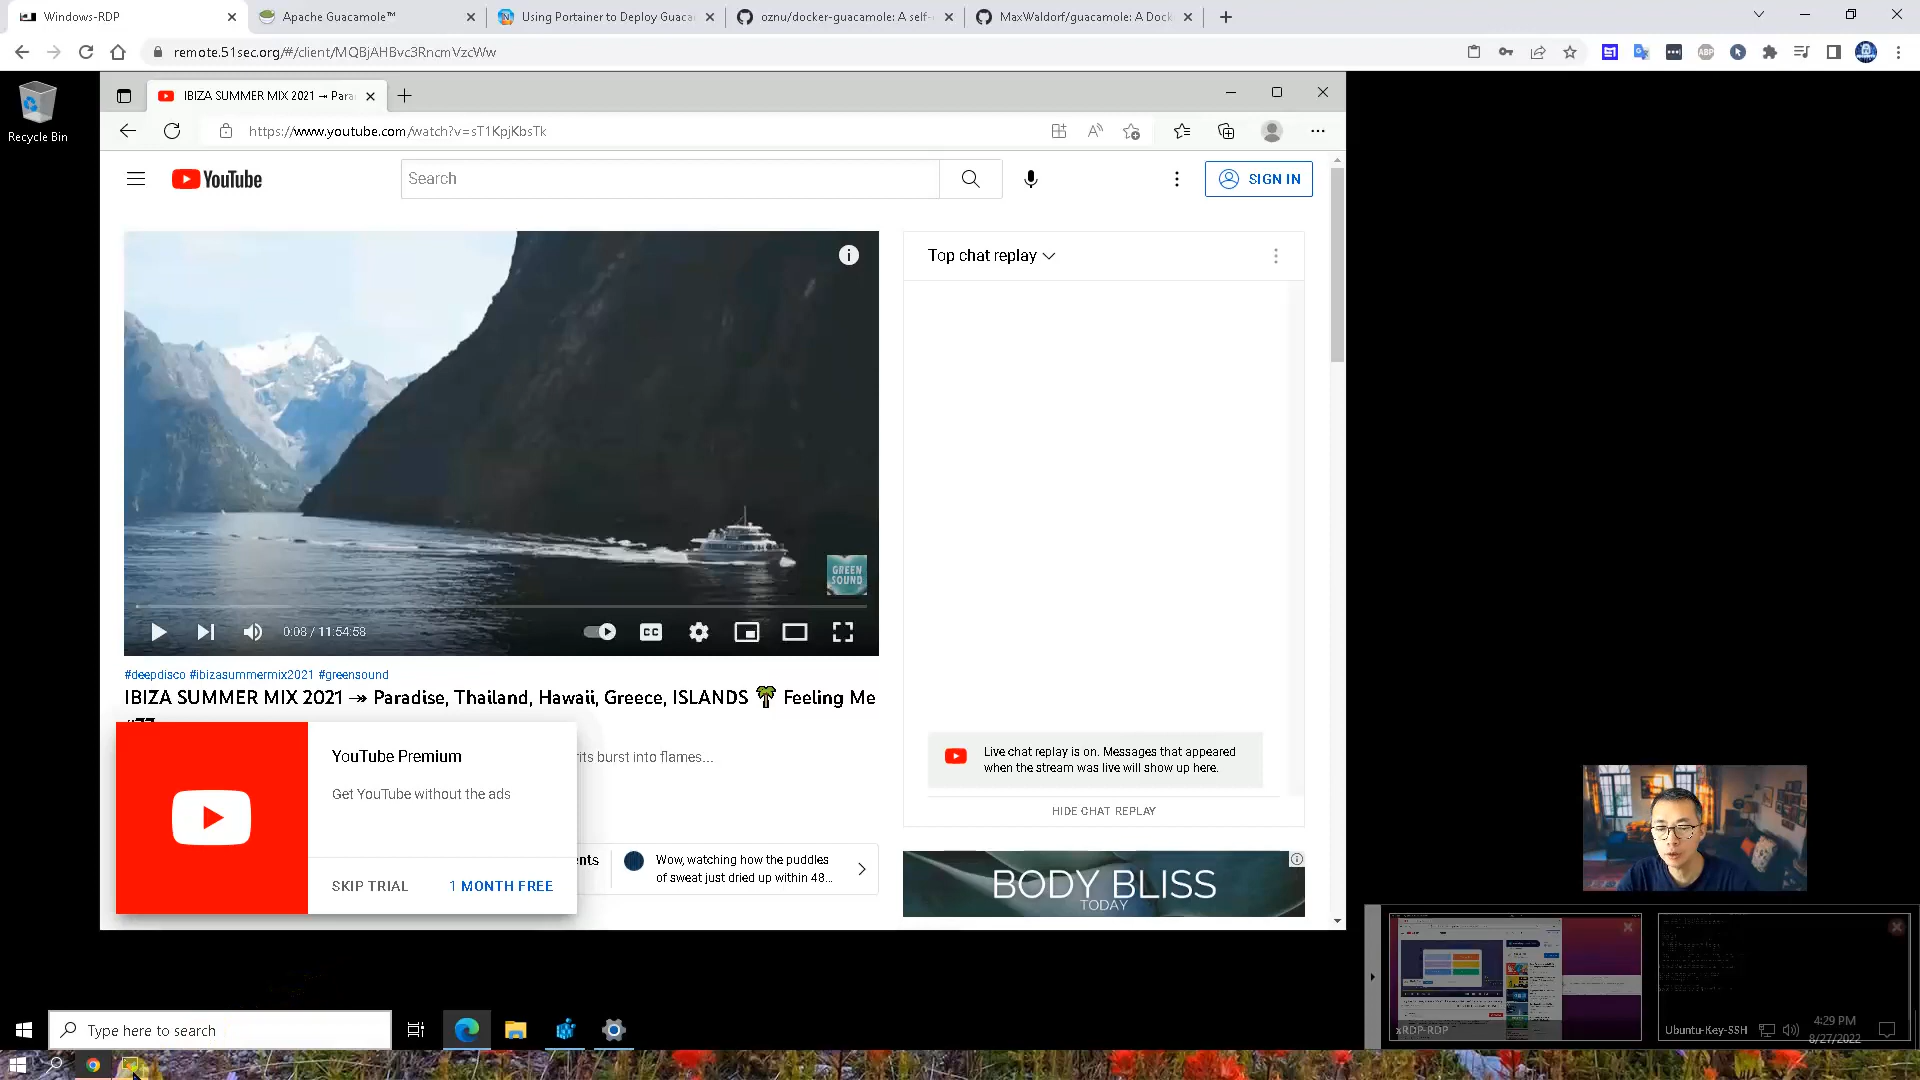 Windows-RDP
Apache Guacamole™
Using Portainer to Deploy Guaca
oznu/docker-guacamole: A self-
MaxWaldorf/guacamole: A Dock
remote.51sec.org/#/client/MQBjAHBvc3RncmVzcWw
Recycle Bin
IBIZA SUMMER MIX 2021 ⤞ Para
https://www.youtube.com/watch?v=sT1KpjKbsTk
YouTube
Search
SIGN IN
Top chat replay
GREEN
SOUND
0:08 / 11:54:58
CC
#deepdisco #ibizasummermix2021 #greensound
IBIZA SUMMER MIX 2021 ⤞ Paradise, Thailand, Hawaii, Greece, ISLANDS 🌴 Feeling Me
YouTube Premium
Get YouTube without the ads
SKIP TRIAL
1 MONTH FREE
burst into flames...
Wow, watching how the puddles
of sweat just dried up within 48...
Live chat replay is on. Messages that appeared
when the stream was live will show up here.
HIDE CHAT REPLAY
BODY BLISS
TODAY
xRDP-RDP
Ubuntu-Key-SSH
4:29 PM
8/27/2022
Type here to search
ABP